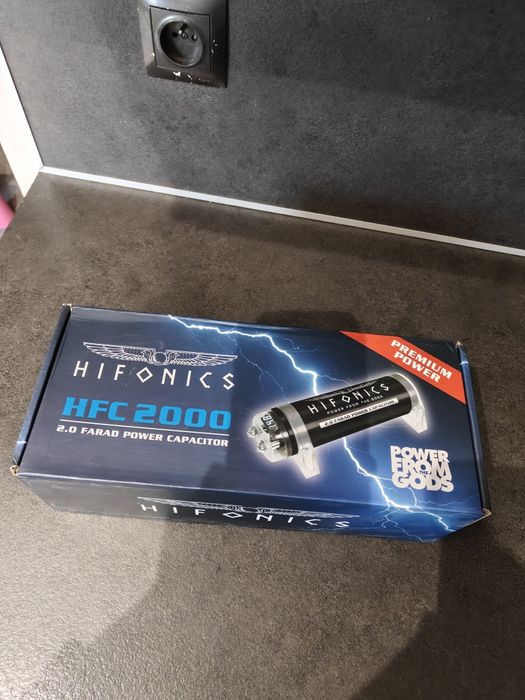 PREMIUM
POWER
HIFONICS
HFC 2000
2.0 FARAD POWER CAPACITOR
HIFONICS
POWER FROM THE GODS
2.0 FARAD POWER CAPACITOR
POWER
FROM
THE
GODS
HIFONICS